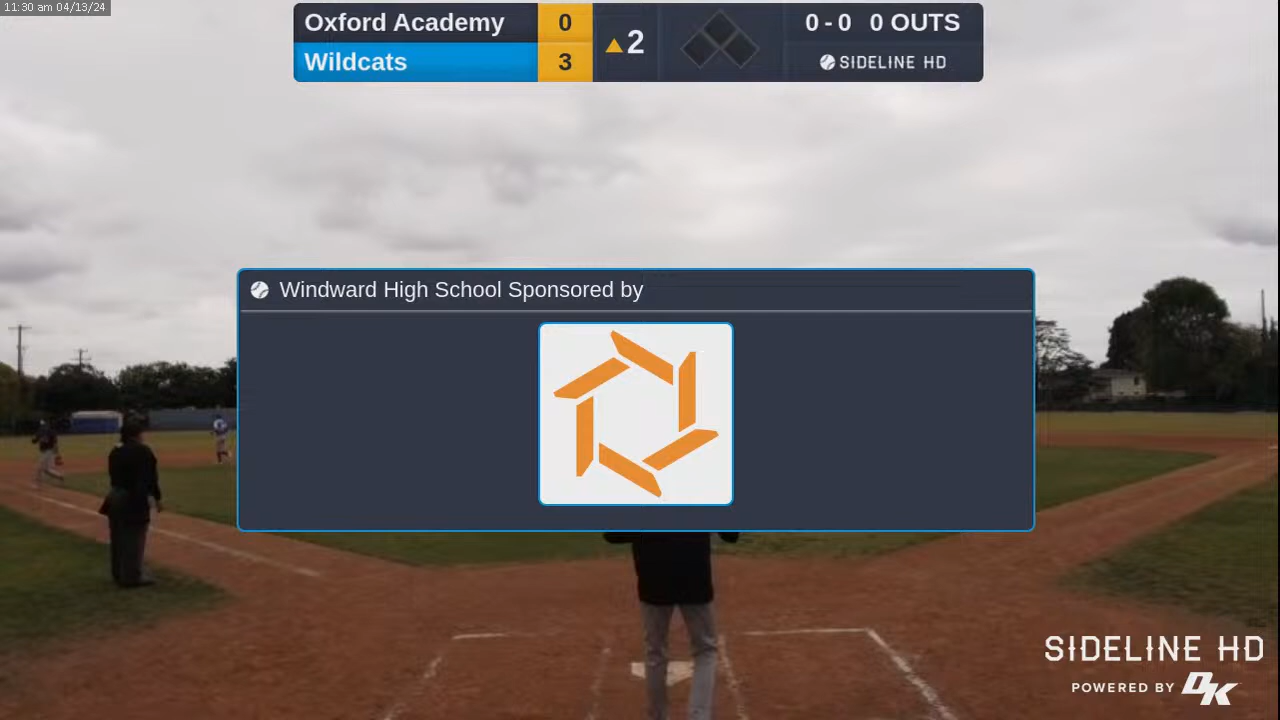 11:30 am 04/13/24
Oxford Academy 0
Wildcats 3
▲2
0 - 0 0 OUTS
SIDELINE HD
Windward High School Sponsored by
SIDELINE HD
POWERED BY DK